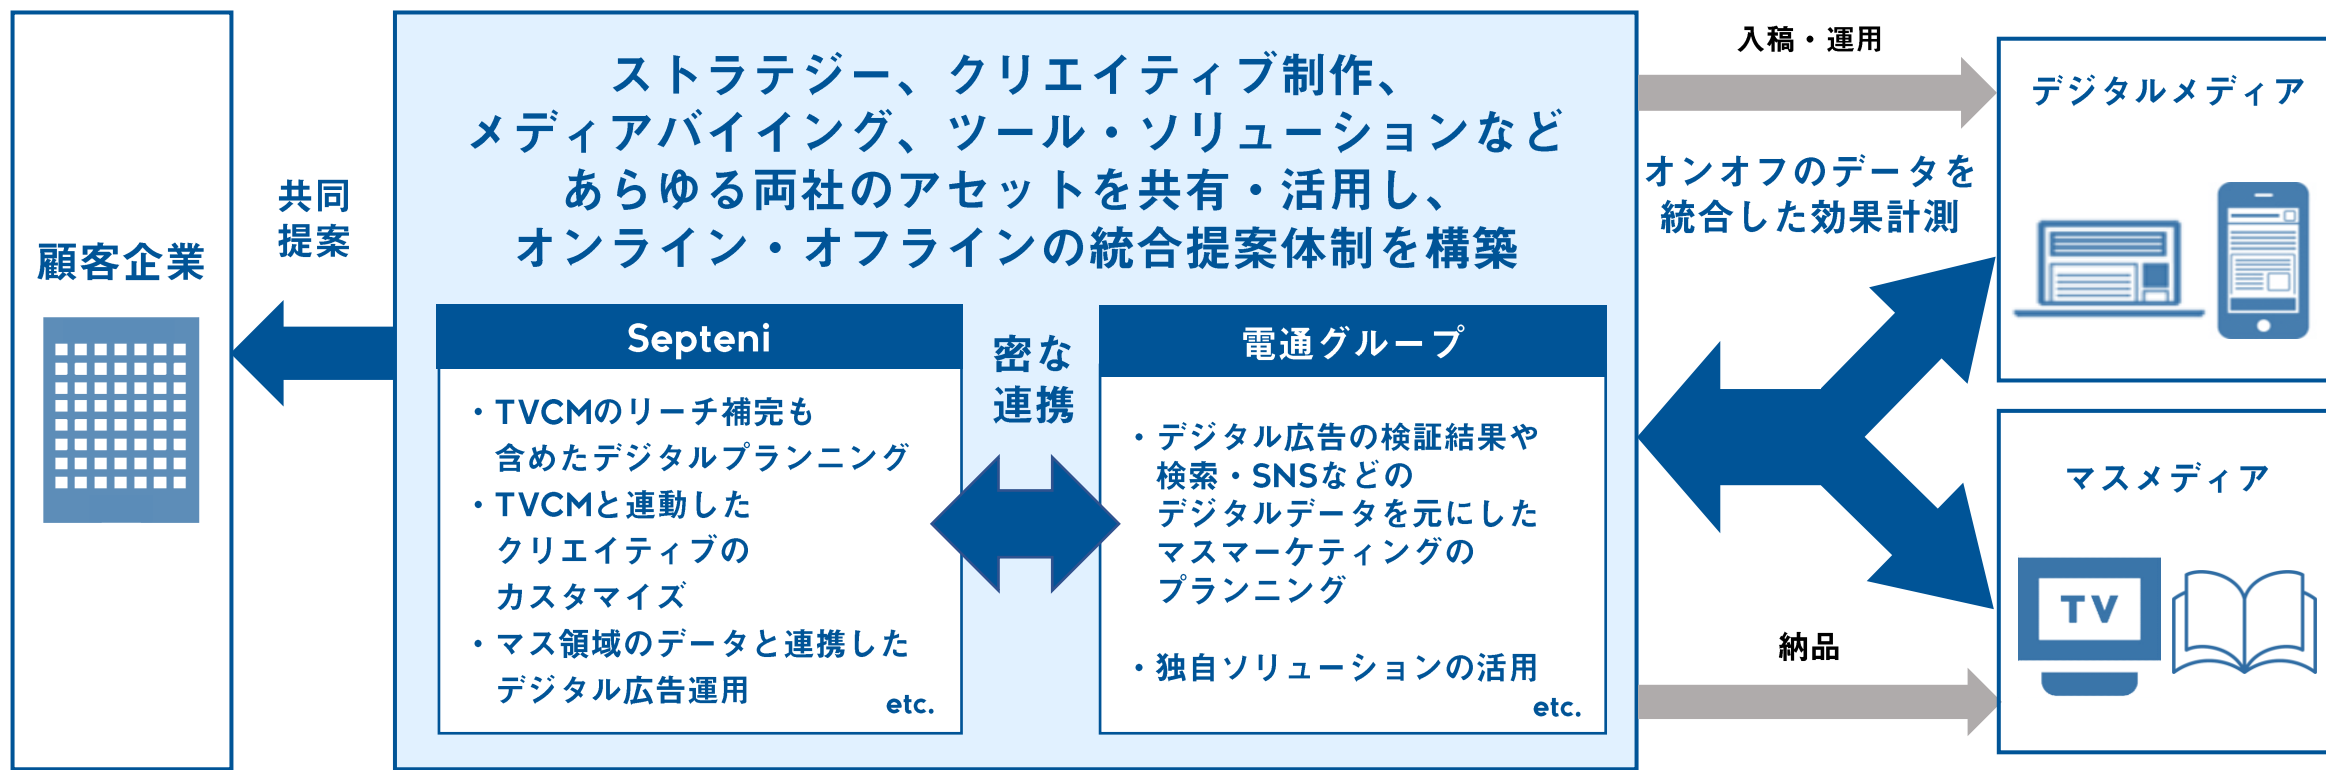 顧客企業
共同
提案
ストラテジー、クリエイティブ制作、
メディアバイイング、ツール・ソリューションなど
あらゆる両社のアセットを共有・活用し、
オンライン・オフラインの統合提案体制を構築
Septeni
・TVCMのリーチ補完も
含めたデジタルプランニング
・TVCMと連動した
クリエイティブの
カスタマイズ
・マス領域のデータと連携した
デジタル広告運用
etc.
密な
連携
電通グループ
・デジタル広告の検証結果や
検索・SNSなどの
デジタルデータを元にした
マスマーケティングの
プランニング
・独自ソリューションの活用
etc.
入稿・運用
オンオフのデータを
統合した効果計測
納品
デジタルメディア
マスメディア
TV